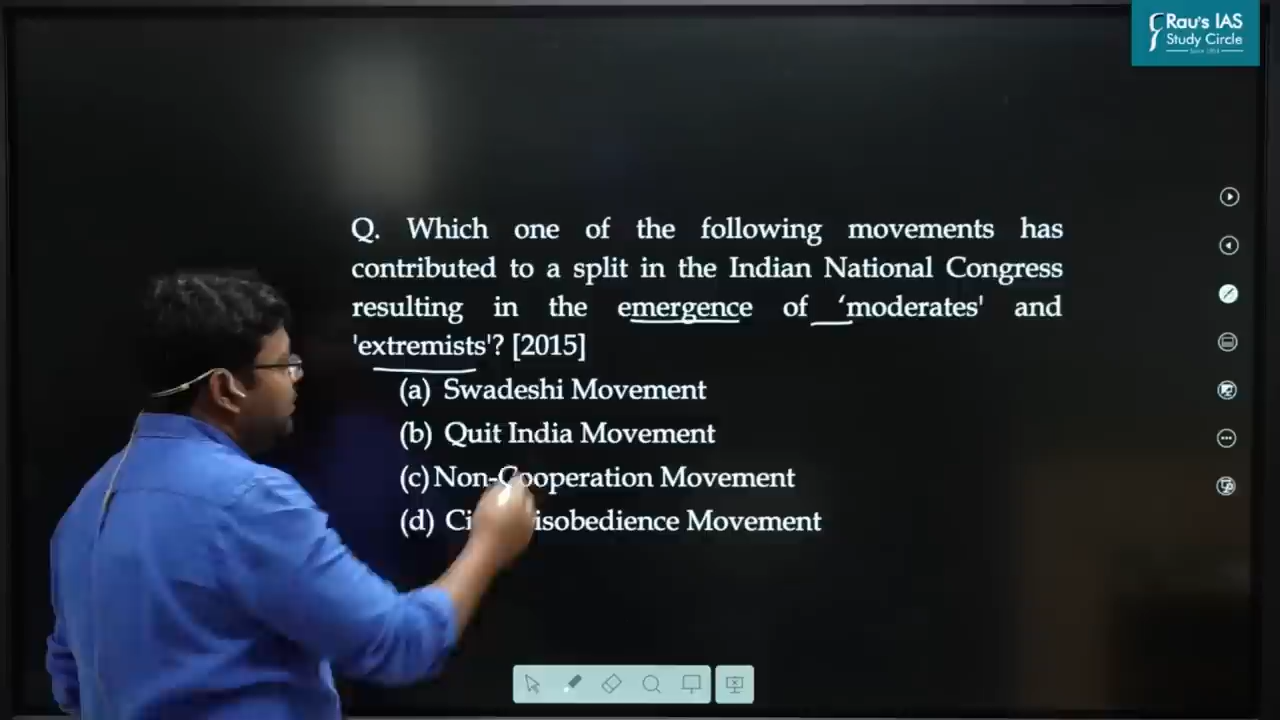 Rau's IAS
Study Circle
Q. Which one of the following movements has
contributed to a split in the Indian National Congress
resulting in the emergence of 'moderates' and
'extremists'? [2015]
(a) Swadeshi Movement
(b) Quit India Movement
(c) Non-Cooperation Movement
(d) isobedience Movement